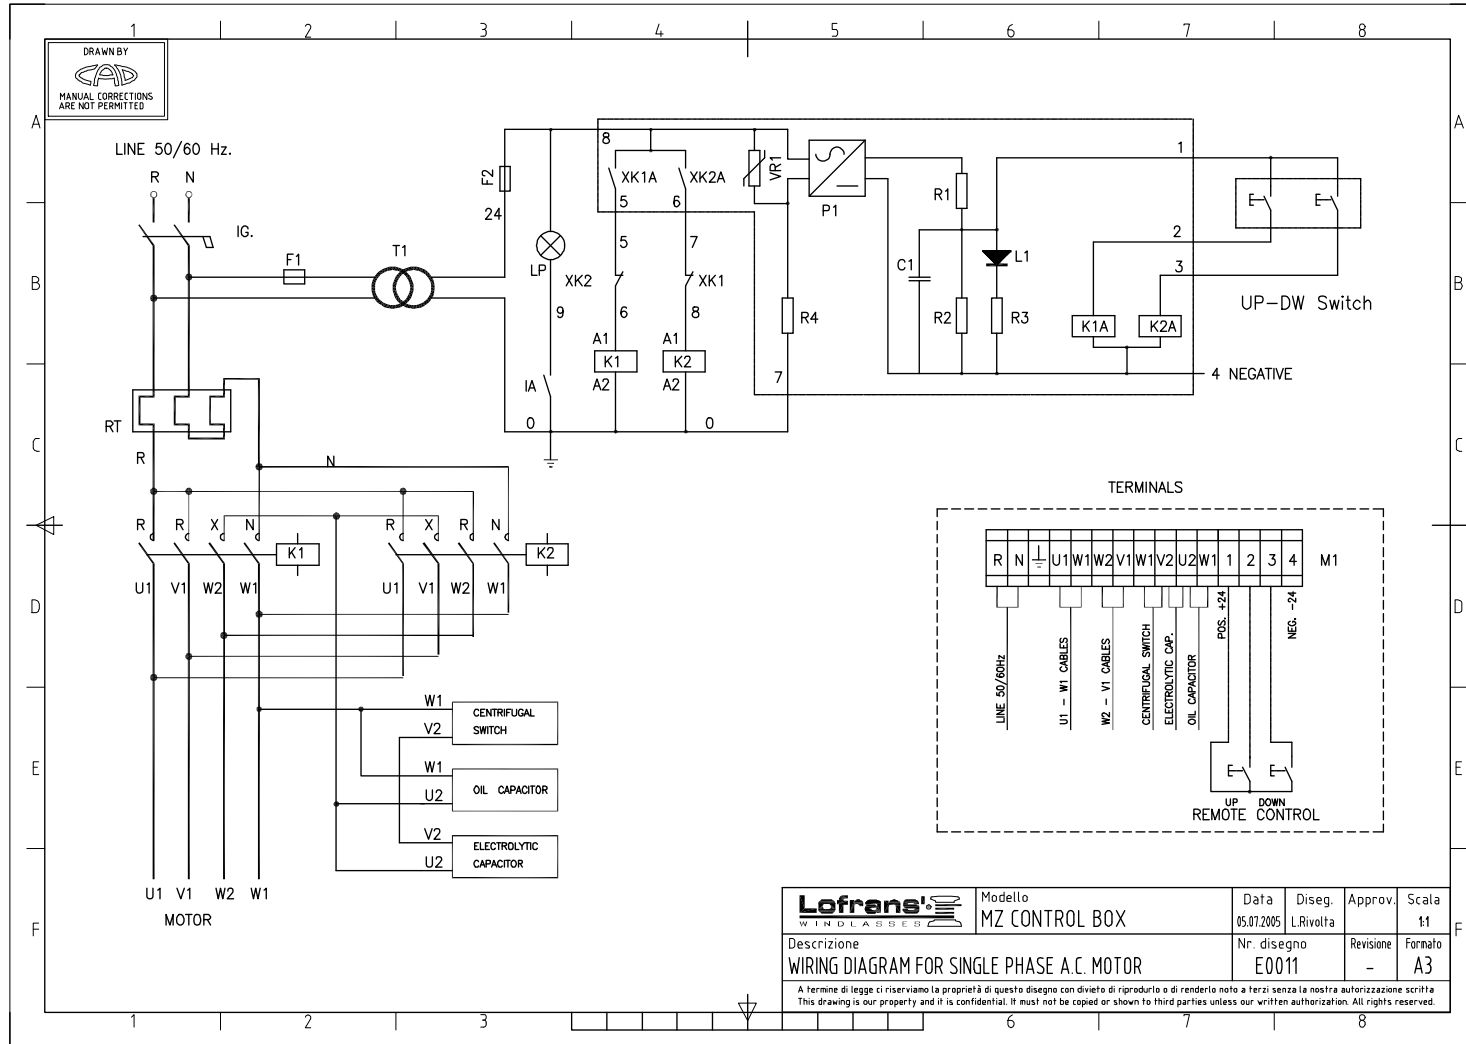 1 2 3 4 5 6 7 8
DRAWN BY
CAD
MANUAL CORRECTIONS
ARE NOT PERMITTED
A
A
LINE 50/60 Hz.
R N
IG.
F1
T1
F2
24
LP
9
IA
0
8
XK1A
XK2A
5
6
5
7
XK2
XK1
6
8
A1
A1
K1
K2
A2
A2
0
VR1
P1
R4
7
R1
C1
L1
R2
R3
1
2
3
K1A
K2A
4 NEGATIVE
UP-DW Switch
B
B
RT
C
C
R
N
R R X N
K1
R X R N
K2
U1 V1 W2 W1
U1 V1 W2 W1
D
D
W1
V2
CENTRIFUGAL
SWITCH
W1
U2
OIL CAPACITOR
V2
U2
ELECTROLYTIC
CAPACITOR
E
E
U1 V1 W2 W1
MOTOR
F
F
TERMINALS
R N U1 W1 W2 V1 W1 V2 U2 W1 1 2 3 4
M1
LINE 50/60Hz
U1 - W1 CABLES
W2 - V1 CABLES
CENTRIFUGAL SWITCH
ELECTROLYTIC CAP.
OIL CAPACITOR
POS. +24
NEG. -24
UP DOWN
REMOTE CONTROL
Lofrans'
WINDLASSES
Modello
MZ CONTROL BOX
Data
05.07.2005
Diseg.
L.Rivolta
Approv.
Scala
1:1
Descrizione
WIRING DIAGRAM FOR SINGLE PHASE A.C. MOTOR
Nr. disegno
E0011
Revisione
-
Formato
A3
A termine di legge ci riserviamo la proprietà di questo disegno con divieto di riprodurlo o di renderlo noto a terzi senza la nostra autorizzazione scritta
This drawing is our property and it is confidential. It must not be copied or shown to third parties unless our written authorization. All rights reserved.
1 2 3 6 7 8